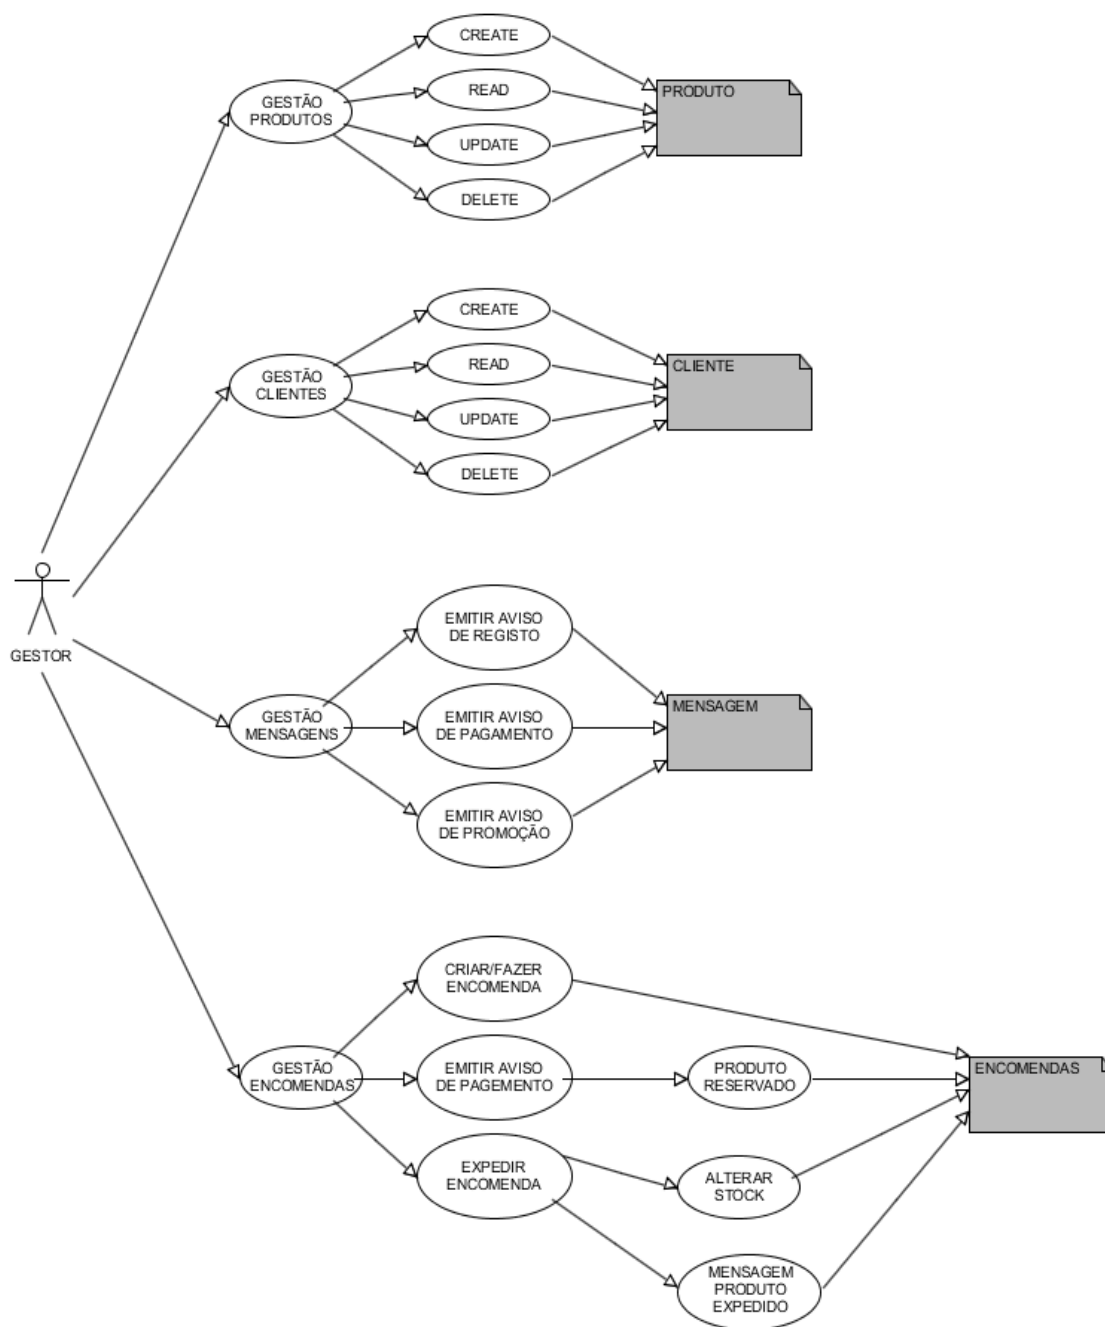 CREATE
READ
UPDATE
DELETE
GESTÃO
PRODUTOS
PRODUTO
CREATE
READ
UPDATE
DELETE
GESTÃO
CLIENTES
CLIENTE
GESTOR
EMITIR AVISO
DE REGISTO
GESTÃO
MENSAGENS
EMITIR AVISO
DE PAGAMENTO
MENSAGEM
EMITIR AVISO
DE PROMOÇÃO
CRIAR/FAZER
ENCOMENDA
GESTÃO
ENCOMENDAS
EMITIR AVISO
DE PAGEMENTO
PRODUTO
RESERVADO
ENCOMENDAS
EXPEDIR
ENCOMENDA
ALTERAR
STOCK
MENSAGEM
PRODUTO
EXPEDIDO